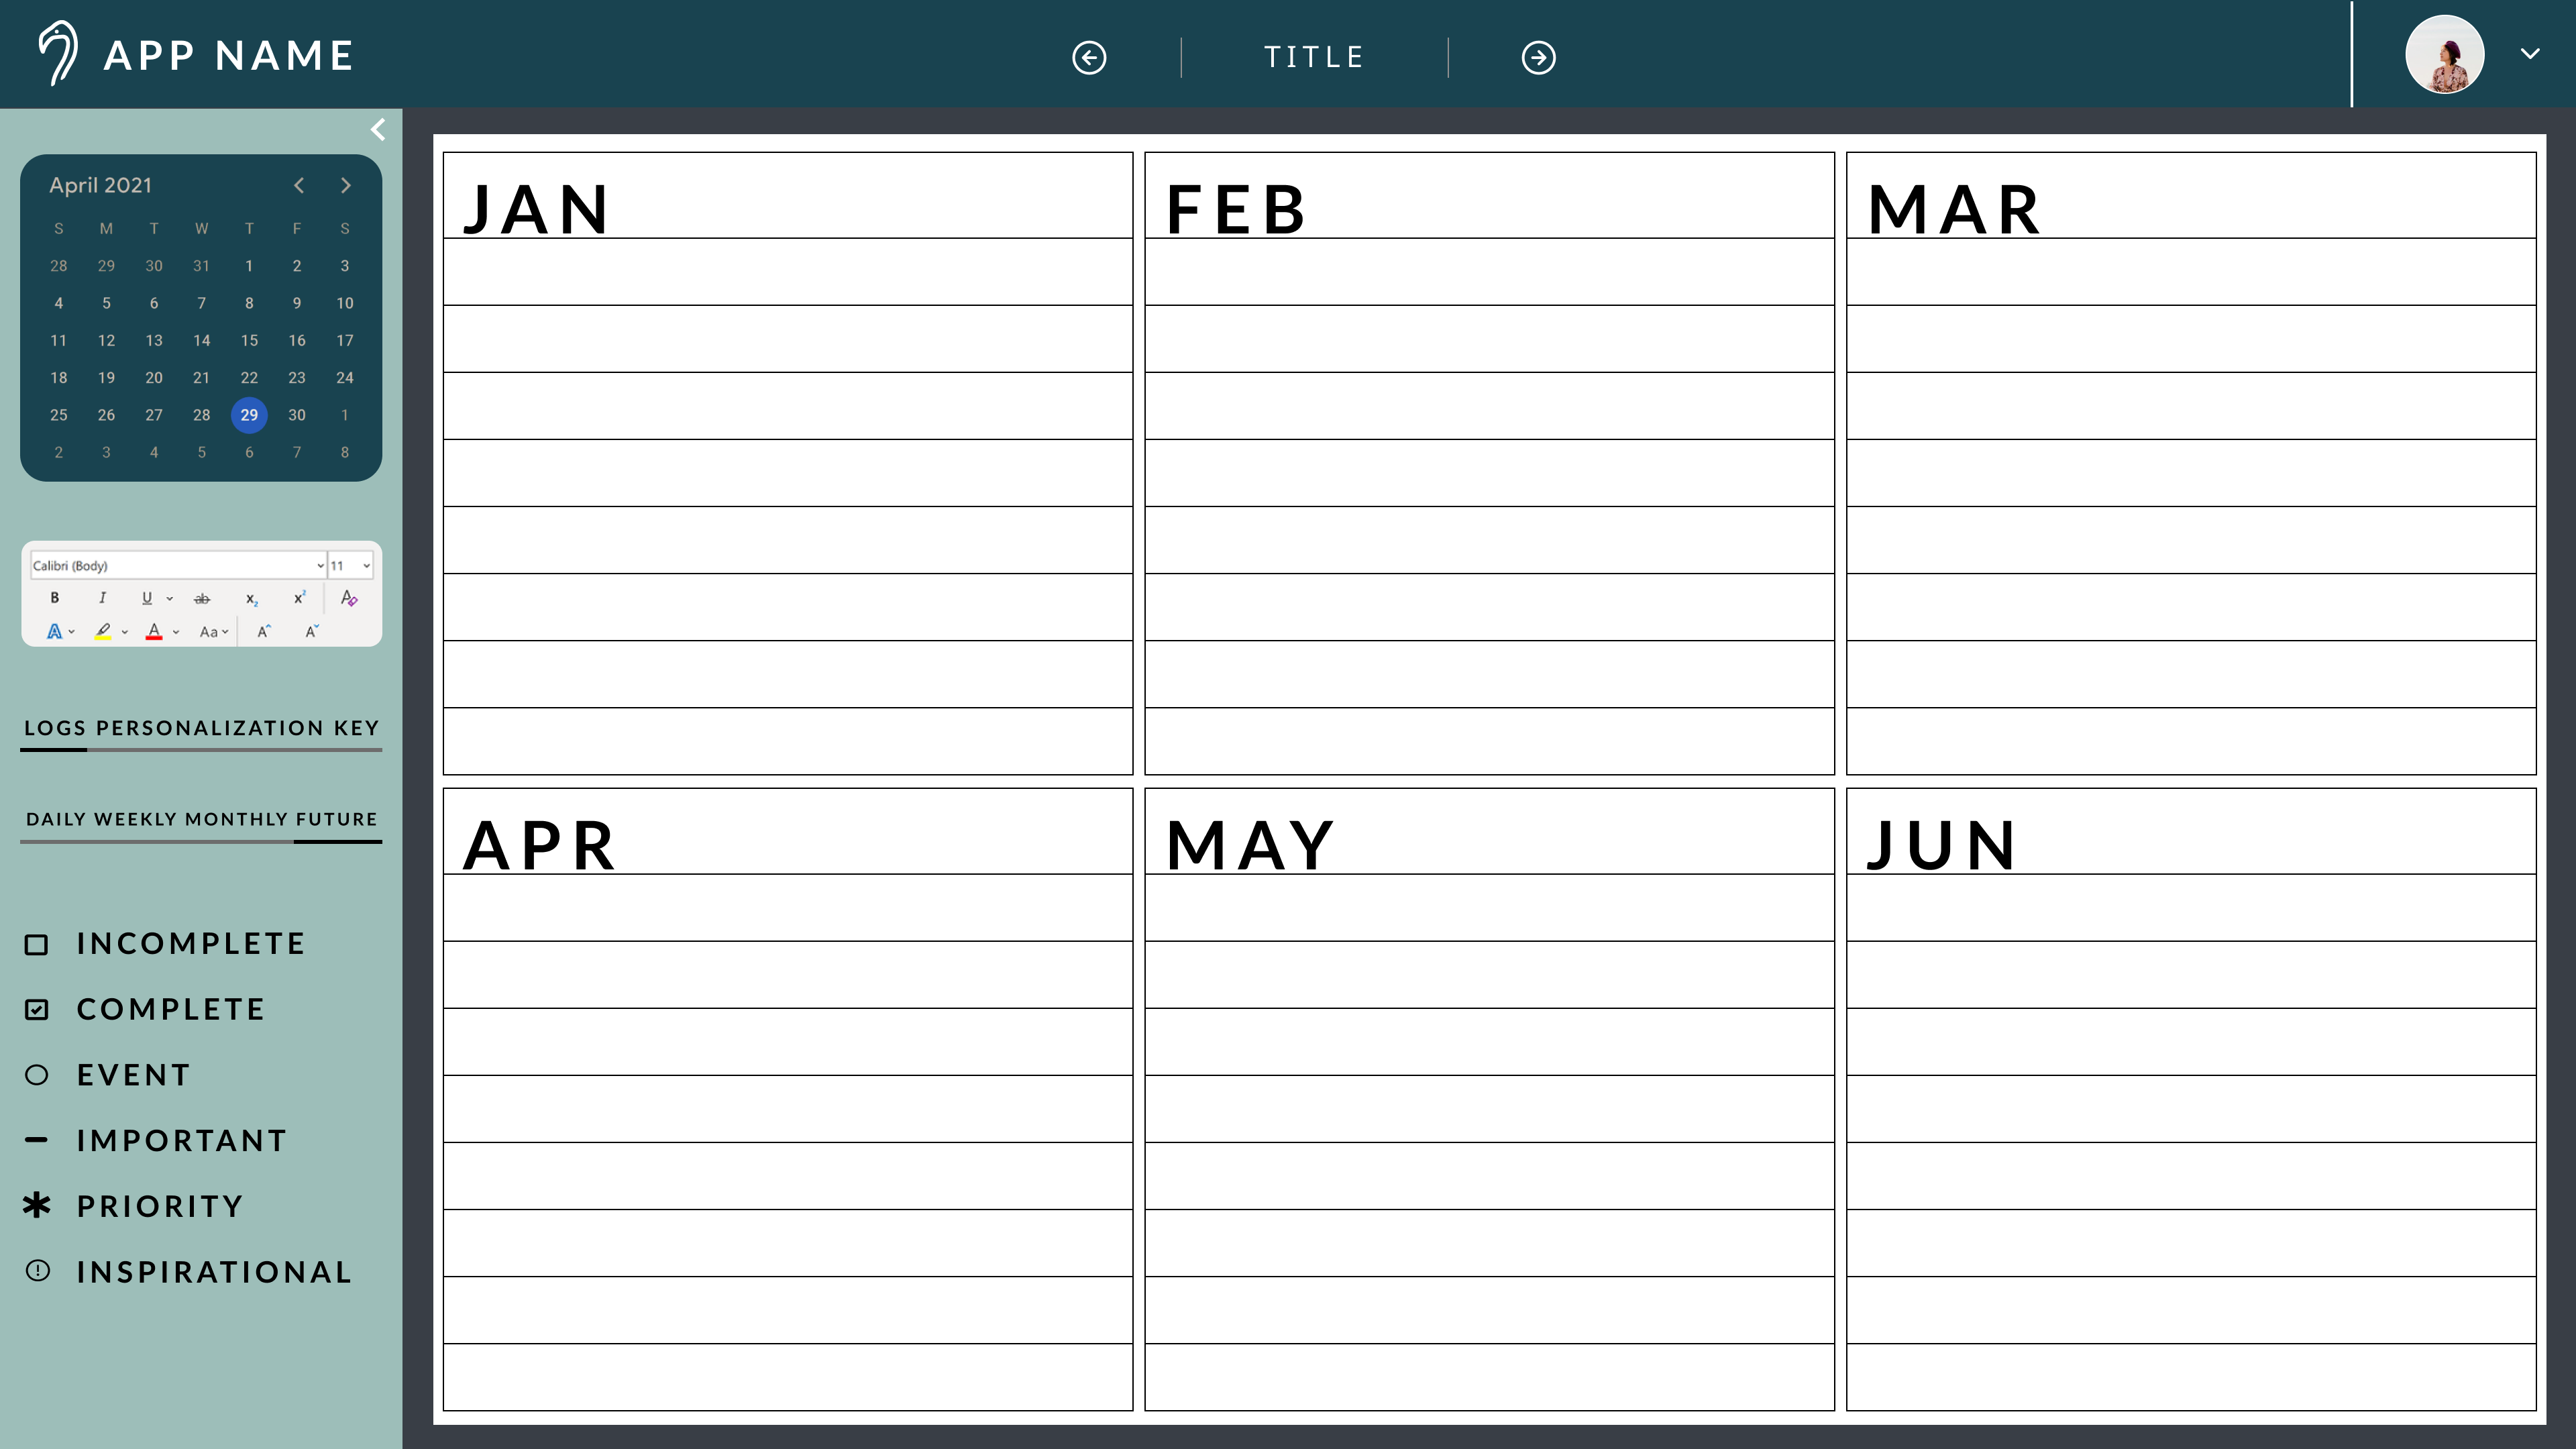 APP NAME
TITLE
April 2021
S M T W T F S
28 29 30 31 1 2 3
4 5 6 7 8 9 10
11 12 13 14 15 16 17
18 19 20 21 22 23 24
25 26 27 28 29 30 1
2 3 4 5 6 7 8
Calibri (Body) 11
B I U ab x₂ x² A
A A Aa A A
LOGS PERSONALIZATION KEY
DAILY WEEKLY MONTHLY FUTURE
INCOMPLETE
COMPLETE
EVENT
IMPORTANT
PRIORITY
INSPIRATIONAL
JAN
FEB
MAR
APR
MAY
JUN